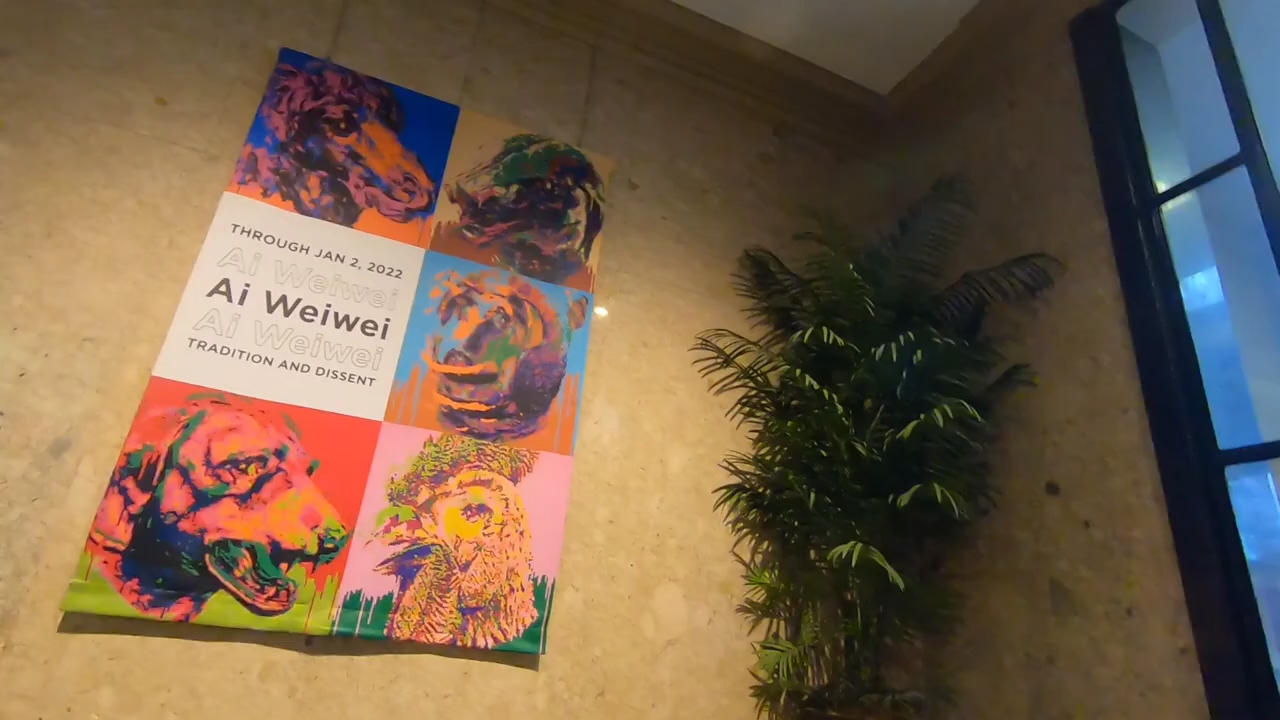 THROUGH JAN 2, 2022
Ai Weiwei
Ai Weiwei
Ai Weiwei
TRADITION AND DISSENT